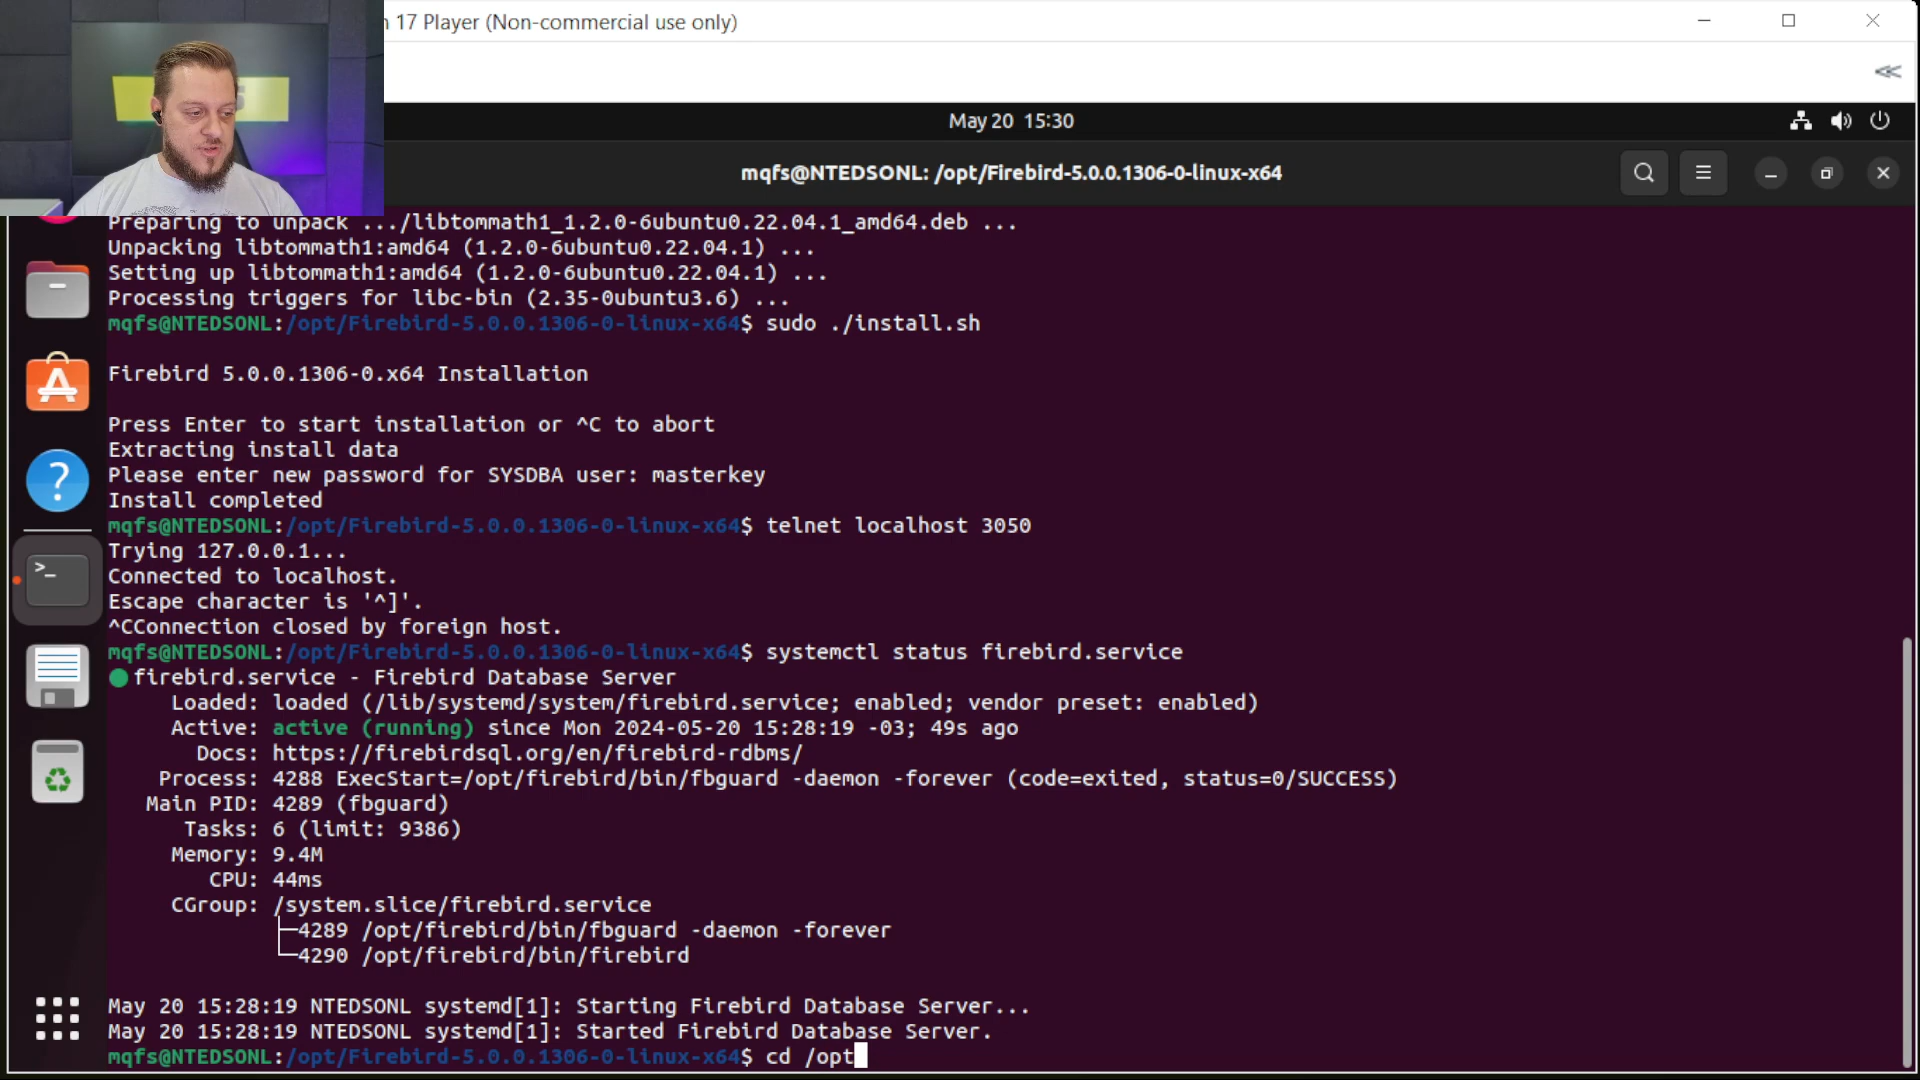 17 Player (Non-commercial use only)
May 20 15:30
mqfs@NTEDSONL: /opt/Firebird-5.0.0.1306-0-linux-x64
Preparing to unpack .../libtommath1_1.2.0-6ubuntu0.22.04.1_amd64.deb ...
Unpacking libtommath1:amd64 (1.2.0-6ubuntu0.22.04.1) ...
Setting up libtommath1:amd64 (1.2.0-6ubuntu0.22.04.1) ...
Processing triggers for libc-bin (2.35-0ubuntu3.6) ...
mqfs@NTEDSONL:/opt/Firebird-5.0.0.1306-0-linux-x64$ sudo ./install.sh
Firebird 5.0.0.1306-0.x64 Installation
Press Enter to start installation or ^C to abort
Extracting install data
Please enter new password for SYSDBA user: masterkey
Install completed
mqfs@NTEDSONL:/opt/Firebird-5.0.0.1306-0-linux-x64$ telnet localhost 3050
Trying 127.0.0.1...
Connected to localhost.
Escape character is '^]'.
^CConnection closed by foreign host.
mqfs@NTEDSONL:/opt/Firebird-5.0.0.1306-0-linux-x64$ systemctl status firebird.service
firebird.service - Firebird Database Server
Loaded: loaded (/lib/systemd/system/firebird.service; enabled; vendor preset: enabled)
Active: active (running) since Mon 2024-05-20 15:28:19 -03; 49s ago
Docs: https://firebirdsql.org/en/firebird-rdbms/
Process: 4288 ExecStart=/opt/firebird/bin/fbguard -daemon -forever (code=exited, status=0/SUCCESS)
Main PID: 4289 (fbguard)
Tasks: 6 (limit: 9386)
Memory: 9.4M
CPU: 44ms
CGroup: /system.slice/firebird.service
├─4289 /opt/firebird/bin/fbguard -daemon -forever
└─4290 /opt/firebird/bin/firebird
May 20 15:28:19 NTEDSONL systemd[1]: Starting Firebird Database Server...
May 20 15:28:19 NTEDSONL systemd[1]: Started Firebird Database Server.
mqfs@NTEDSONL:/opt/Firebird-5.0.0.1306-0-linux-x64$ cd /opt